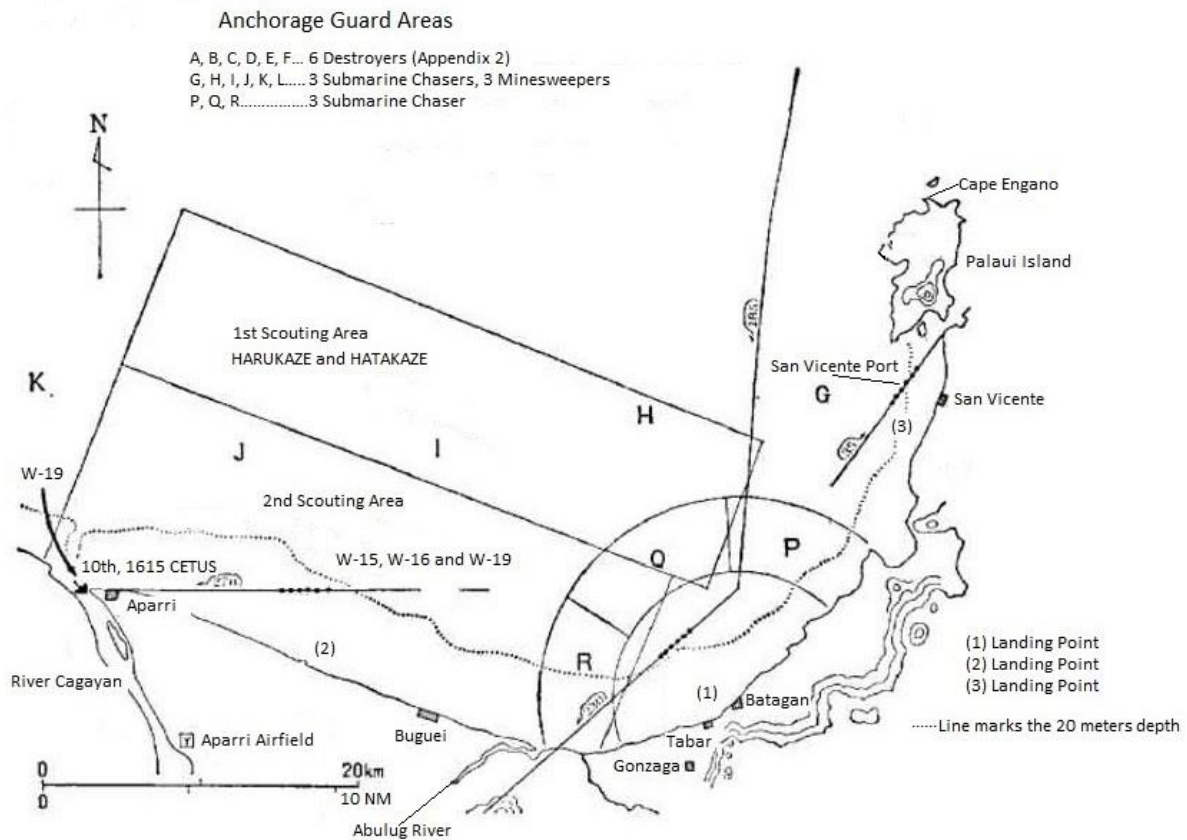 Anchorage Guard Areas
A, B, C, D, E, F... 6 Destroyers (Appendix 2)
G, H, I, J, K, L..... 3 Submarine Chasers, 3 Minesweepers
P, Q, R...............3 Submarine Chaser
N
Cape Engano
Palaui Island
1st Scouting Area
HARUKAZE and HATAKAZE
San Vicente Port
K
G
San Vicente
H
(3)
J
I
W-19
2nd Scouting Area
Q
P
10th, 1615 CETUS
W-15, W-16 and W-19
Aparri
(2)
R
(1) Landing Point
(2) Landing Point
(3) Landing Point
River Cagayan
(1)
Batagan
......Line marks the 20 meters depth
Aparri Airfield
Buguei
Tabar
Gonzaga
0 20km
0 10 NM
Abulug River